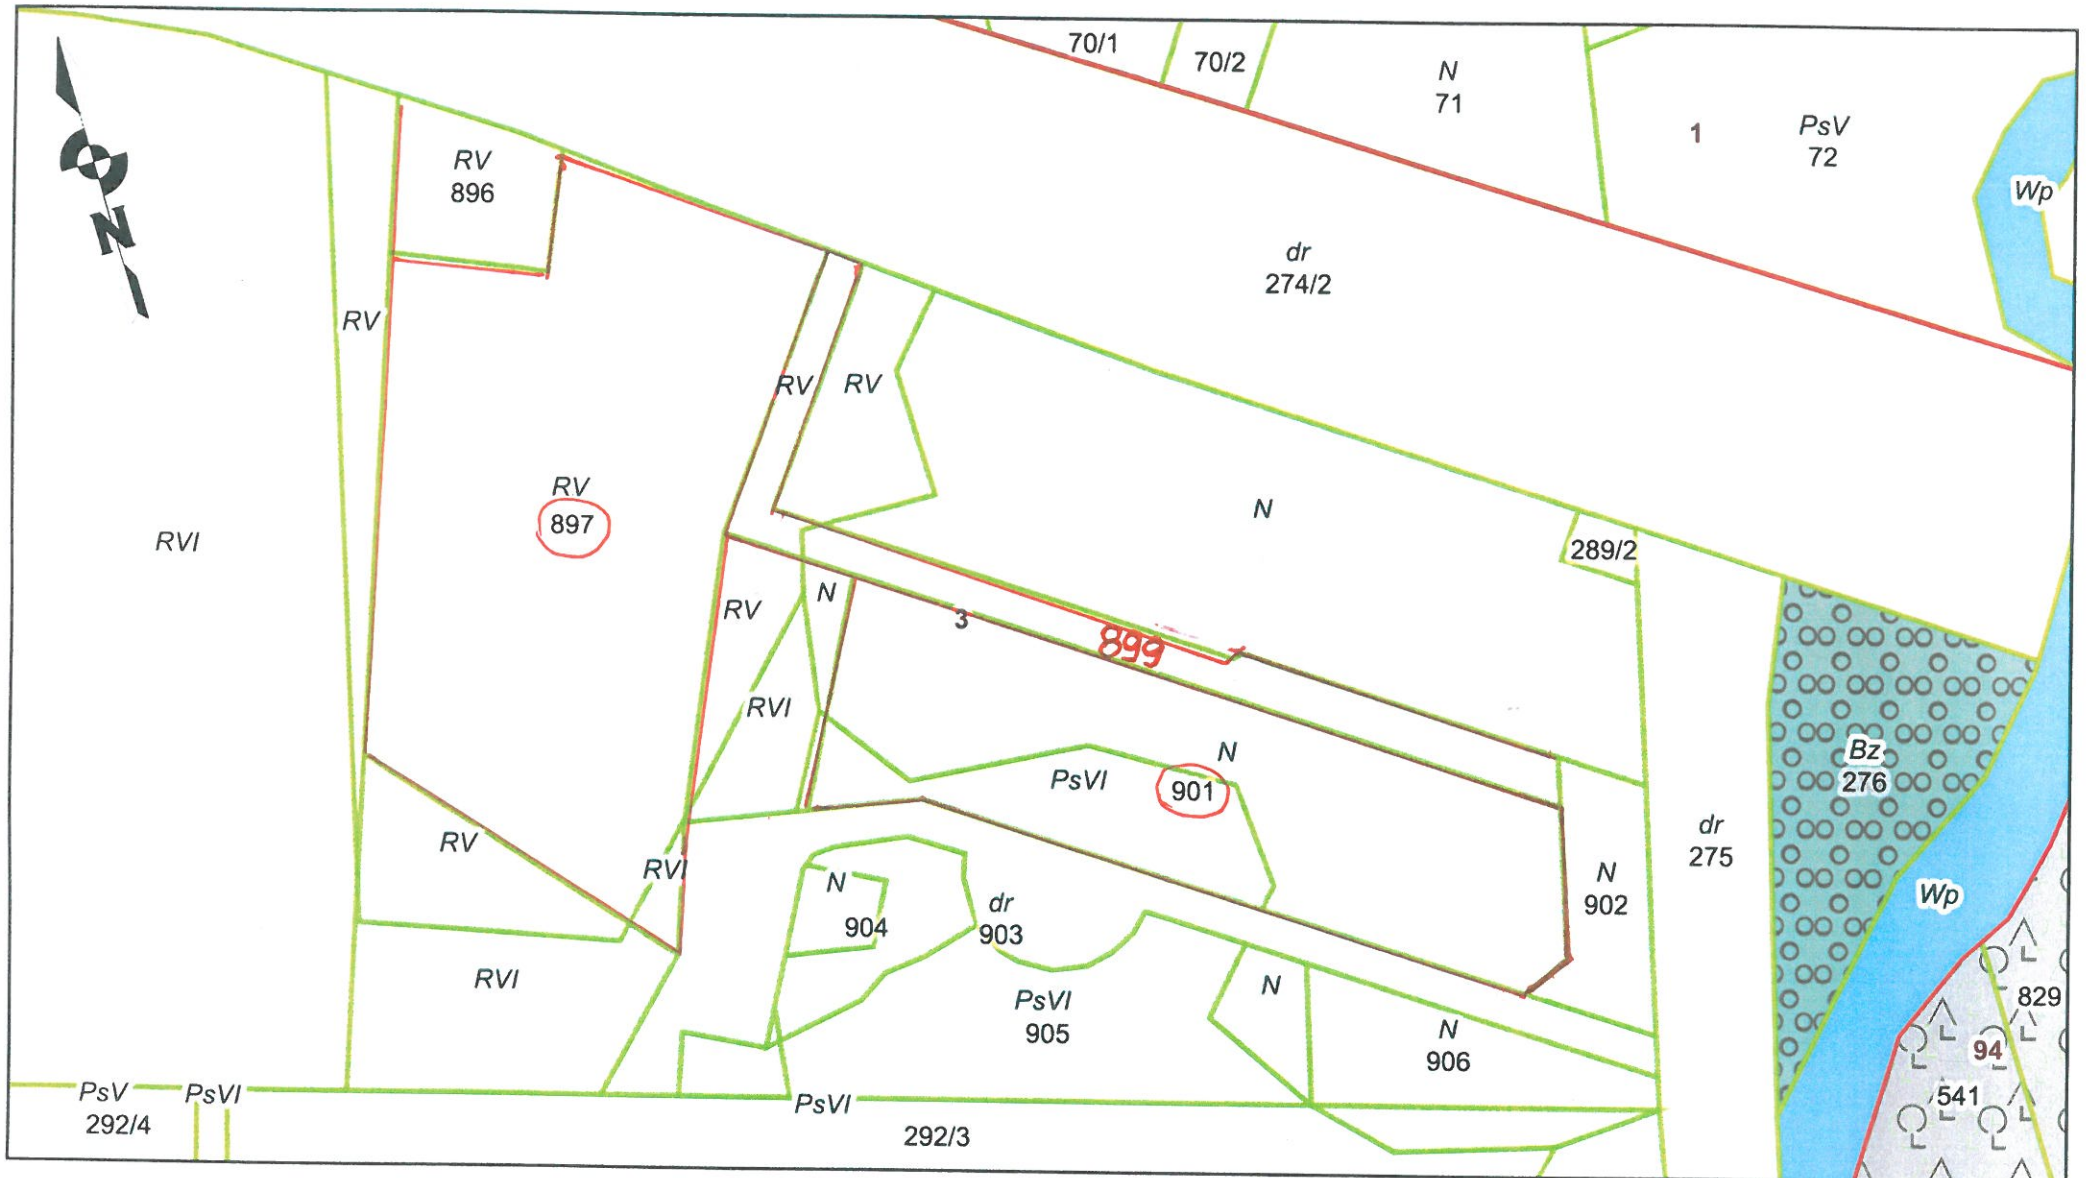 70/1
70/2
N
71
1
PsV
72
Wp
N
RV
896
dr
274/2
RV
RV
RV
RV
897
N
RVI
289/2
N
RV
3
899
RVI
N
PsVI
901
Bz
276
RV
RVI
N
904
dr
903
N
902
dr
275
Wp
RVI
PsVI
905
N
N
906
829
94
541
PsV
292/4
PsVI
PsVI
292/3